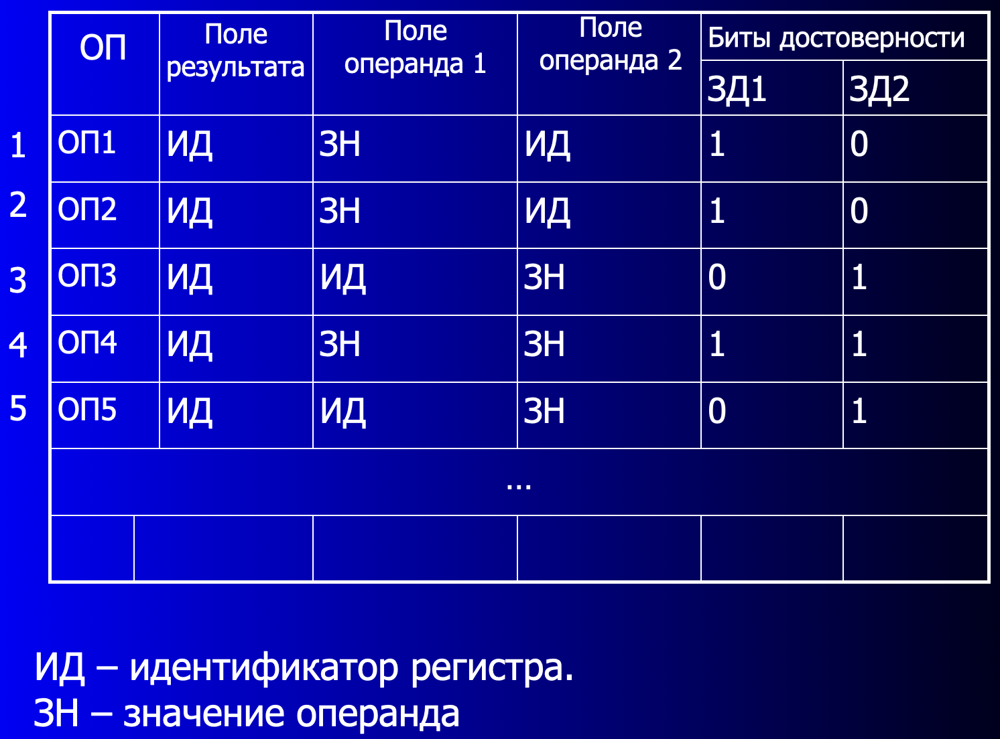 ОП Поле результата Поле операнда 1 Поле операнда 2 Биты достоверности
ЗД1 ЗД2
1 ОП1 ИД ЗН ИД 1 0
2 ОП2 ИД ЗН ИД 1 0
3 ОП3 ИД ИД ЗН 0 1
4 ОП4 ИД ЗН ЗН 1 1
5 ОП5 ИД ИД ЗН 0 1
...
ИД – идентификатор регистра.
ЗН – значение операнда